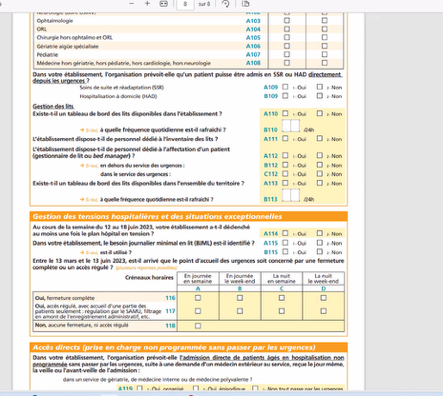 8 sur 8
Ophtalmologie A103 
ORL A104
Chirurgie hors ophtalmo et ORL A105
Gériatrie aigüe spécialisée A106
Pédiatrie A107
Médecine hors gériatrie, hors pédiatrie, hors cardiologie, hors neurologie A108
Dans votre établissement, l'organisation prévoit-elle qu'un patient puisse être admis en SSR ou HAD directement
depuis les urgences ?
Soins de suite et réadaptation (SSR) A109 1- Oui 2- Non
Hospitalisation à domicile (HAD) B109 1- Oui 2- Non
Gestion des lits
Existe-t-il un tableau de bord des lits disponibles dans l'établissement ? A110 1- Oui 2- Non
à quelle fréquence quotidienne est-il rafraichi ? B110 /24h
L'établissement dispose-t-il de personnel dédié à l'inventaire des lits ? A111 1- Oui 2- Non
L'établissement dispose-t-il de personnel dédié à l'affectation d'un patient
(gestionnaire de lit ou bed manager) ? A112 1- Oui 2- Non
en dehors du service des urgences : B112 1- Oui 2- Non
dans le service des urgences : C112 1- Oui 2- Non
Existe-t-il un tableau de bord des lits disponibles dans l'ensemble du territoire ? A113 1- Oui 2- Non
à quelle fréquence quotidienne est-il rafraichi ? B113 /24h
Gestion des tensions hospitalières et des situations exceptionnelles
Au cours de la semaine du 12 au 18 juin 2023, votre établissement a-t-il déclenché
au moins une fois le plan hôpital en tension ? A114 1- Oui 2- Non
Dans votre établissement, le besoin journalier minimal en lit (BJML) est-il identifié ? A115 1- Oui 2- Non
est-il utilisé ? B115 1- Oui 2- Non
Entre le 13 mars et le 13 juin 2023, est-il arrivé que le point d'accueil des urgences soit concerné par une fermeture
complète ou un accès régulé ? (plusieurs réponses possibles)
Créneaux horaires En journée en semaine En journée le week-end La nuit en semaine La nuit le week-end
A B C D
Oui, fermeture complète 116
Oui, accès régulé avec accueil d'une partie des
patients seulement : régulation par le SAMU, filtrage 117
en amont de l'enregistrement administratif, etc.
Non, aucune fermeture, ni accès régulé 118
Accès directs (prise en charge non programmée sans passer par les urgences)
Dans votre établissement, l'organisation prévoit-elle l'admission directe de patients âgés en hospitalisation non
programmée sans passer par les urgences, suite à une demande d'un médecin extérieur au service, reçue le jour même,
la veille ou l'avant-veille de l'admission :
dans un service de gériatrie, de médecine interne ou de médecine polyvalente ?
A119 1- Oui, organisé 2- Oui, épisodique 3- Non tout passe par les urgences